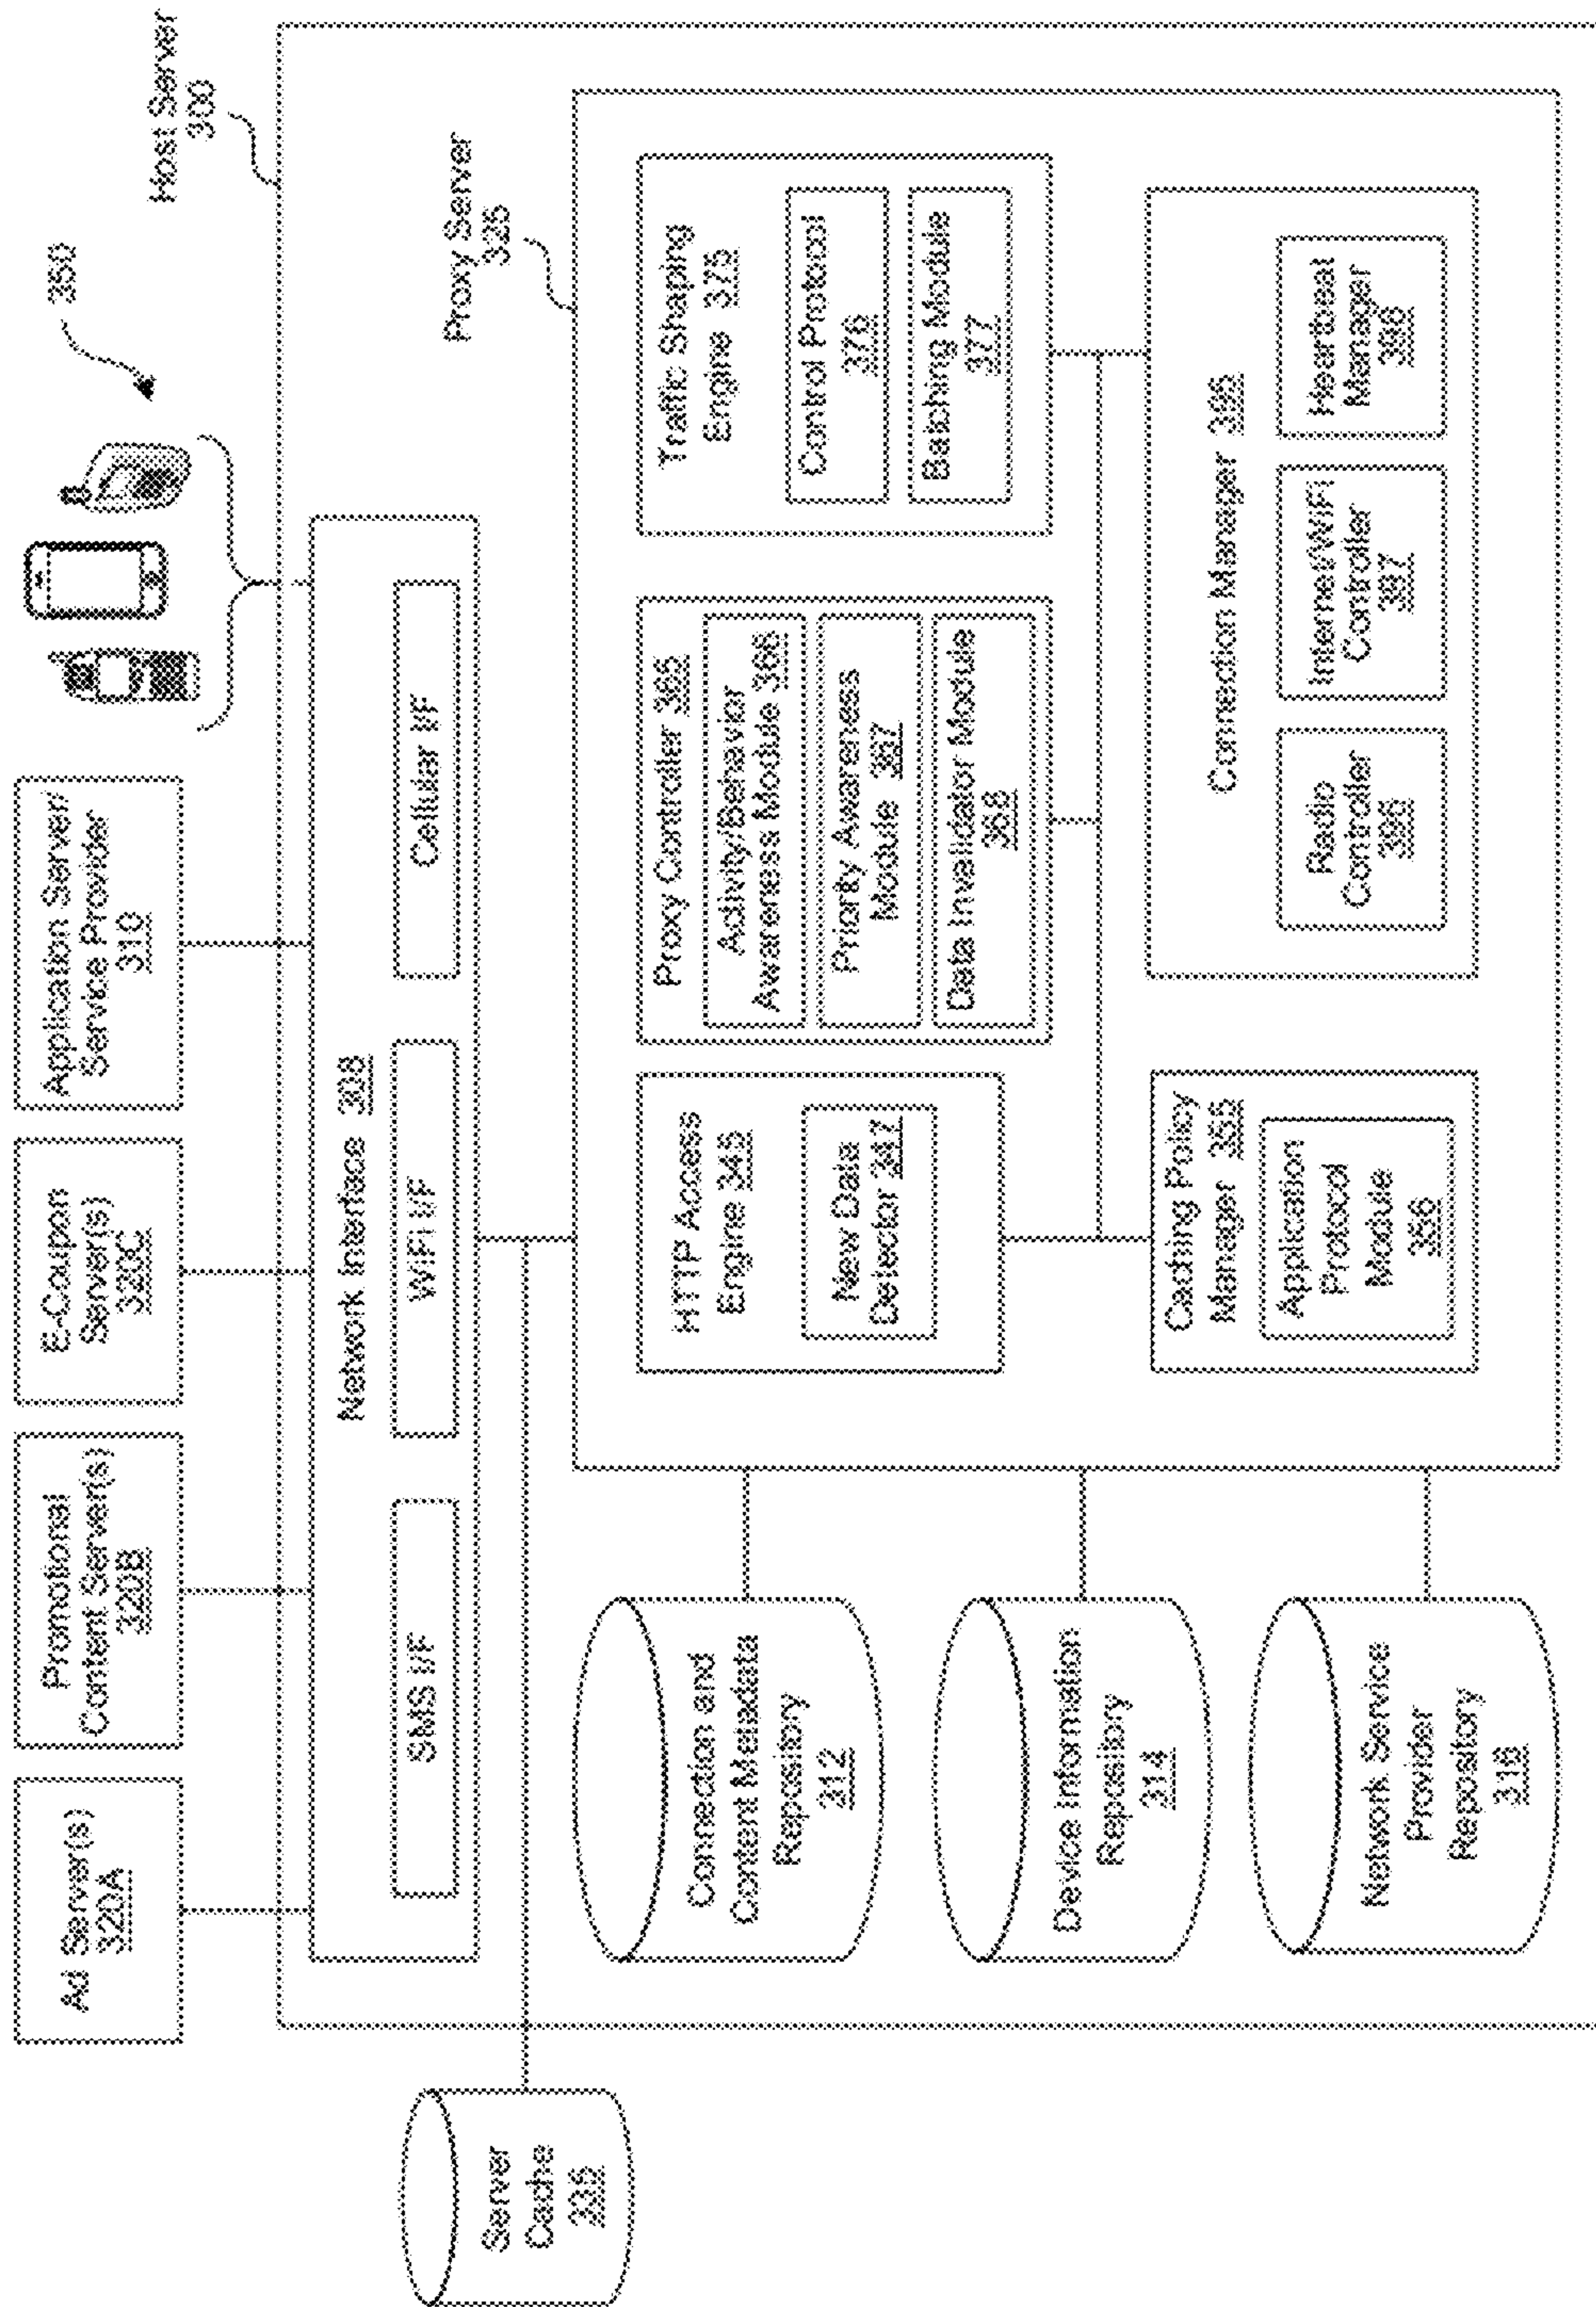 Ad Server(s)
320A
Promotional
Content Server(s)
320B
E-Coupon
Server(s)
320C
Application Server/
Service Provider
310
350
Host Server
300
Network Interface 308
SMS I/F
WiFi I/F
Cellular I/F
Server
Cache
335
Proxy Server
325
Connection and
Content Metadata
Repository
312
Device Information
Repository
314
Network Service
Provider
Repository
318
HTTP Access
Engine 345
New Data
Detector 347
Proxy Controller 365
Activity/Behavior
Awareness Module 366
Priority Awareness
Module 367
Data Invalidator Module
368
Traffic Shaping
Engine 375
Control Protocol
376
Batching Module
377
Caching Policy
Manager 355
Application
Protocol
Module
356
Connection Manager 395
Radio
Controller
396
Internet/WiFi
Controller
397
Heartbeat
Manager
398